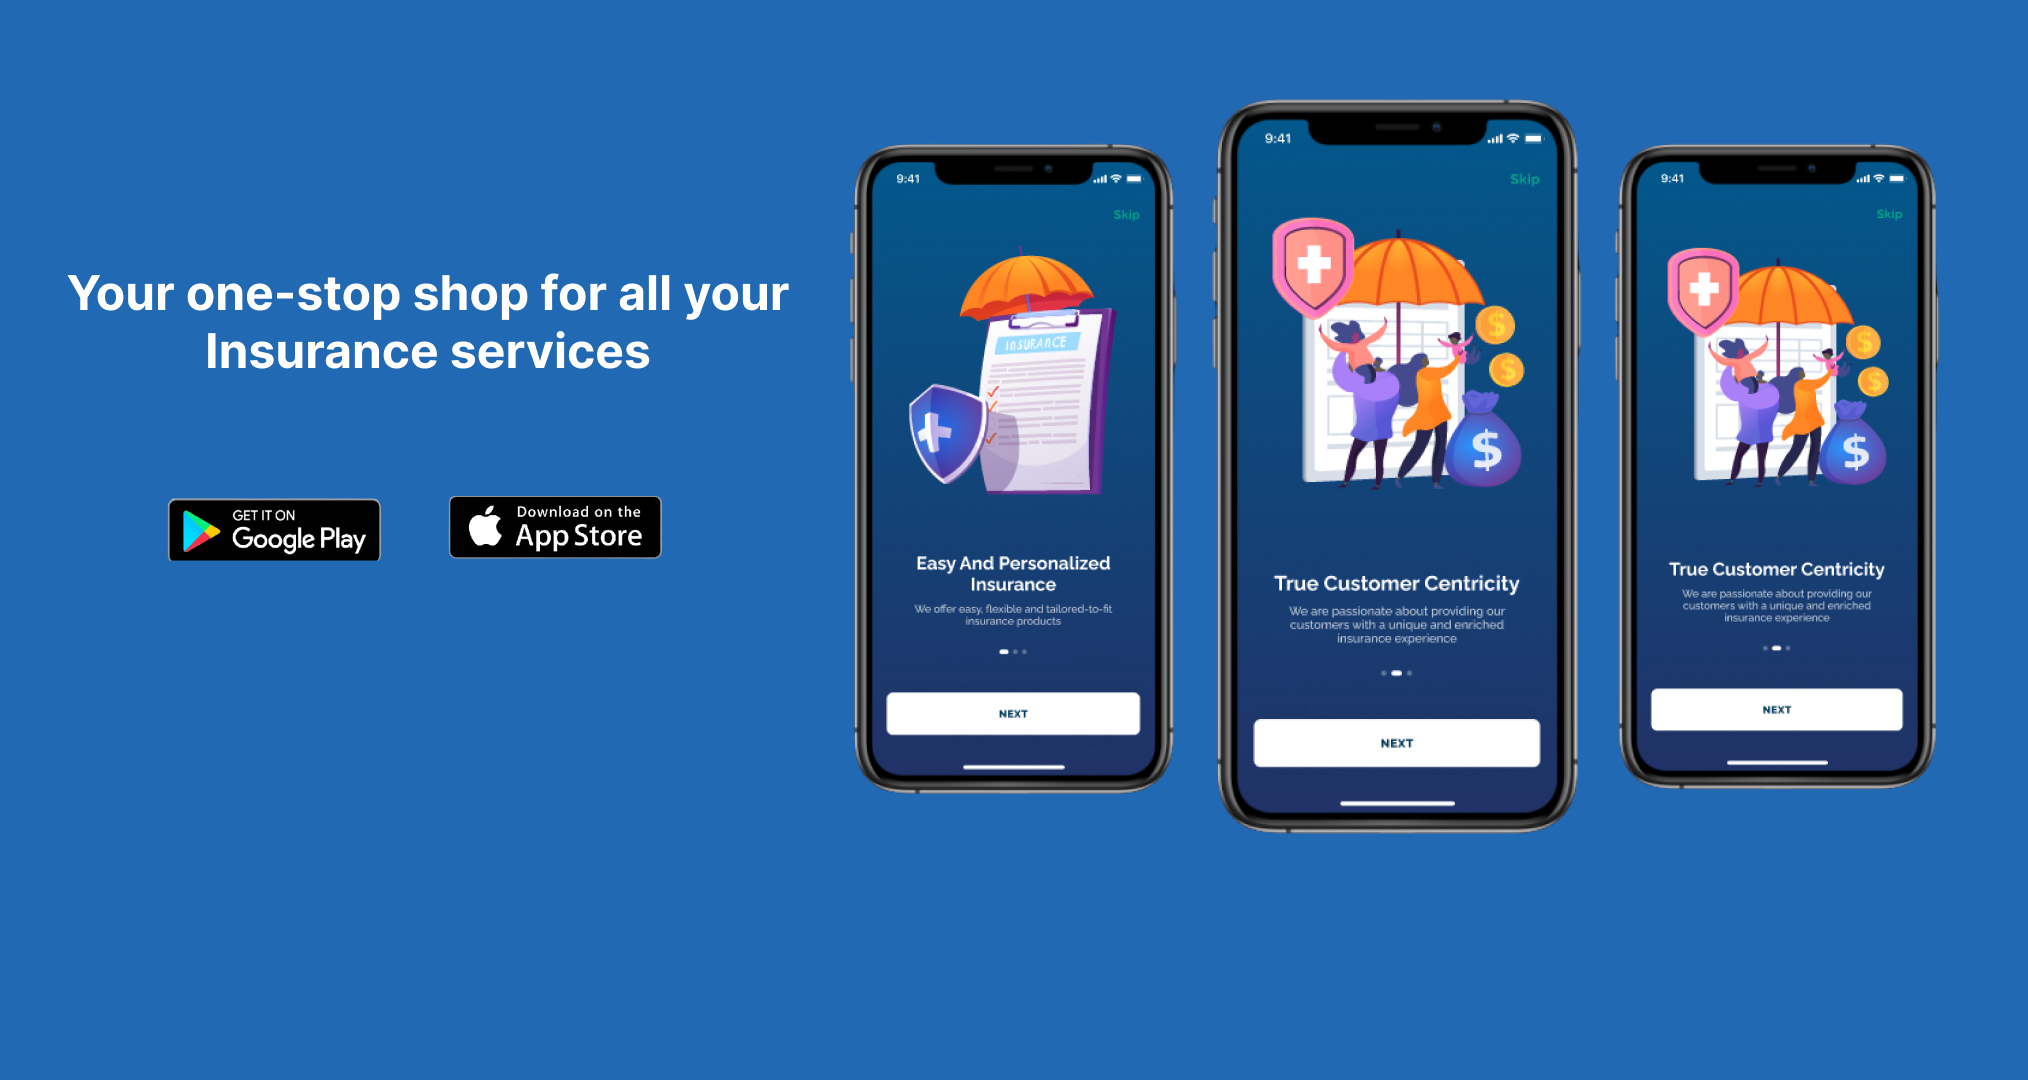 Your one-stop shop for all your
Insurance services
GET IT ON
Google Play
Download on the
App Store
9:41
Skip
INSURANCE
Easy And Personalized
Insurance
We offer easy, flexible and tailored-to-fit
insurance products
NEXT
9:41
Skip
$
$
$
True Customer Centricity
We are passionate about providing our
customers with a unique and enriched
insurance experience
NEXT
9:41
Skip
$
$
$
True Customer Centricity
We are passionate about providing our
customers with a unique and enriched
insurance experience
NEXT